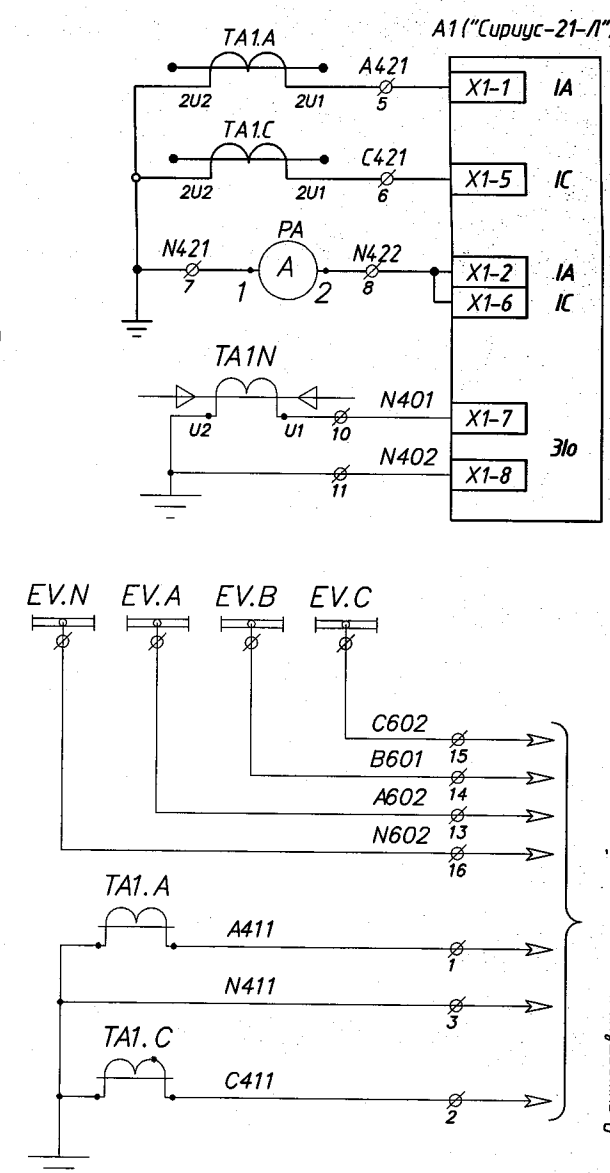 A1 ("Сириус-21-Л")
TA1.A
A421
2U2 2U1 5
X1-1 IA
TA1.C
C421
2U2 2U1 6
X1-5 IC
PA
N421 A N422
7 1 2 8
X1-2 IA
X1-6 IC
TA1N
N401
U2 U1 10
X1-7
3Io
N402
11
X1-8
EV.N EV.A EV.B EV.C
C602
15
B601
14
A602
13
N602
16
TA1.A
A411
1
N411
3
TA1.C
C411
2